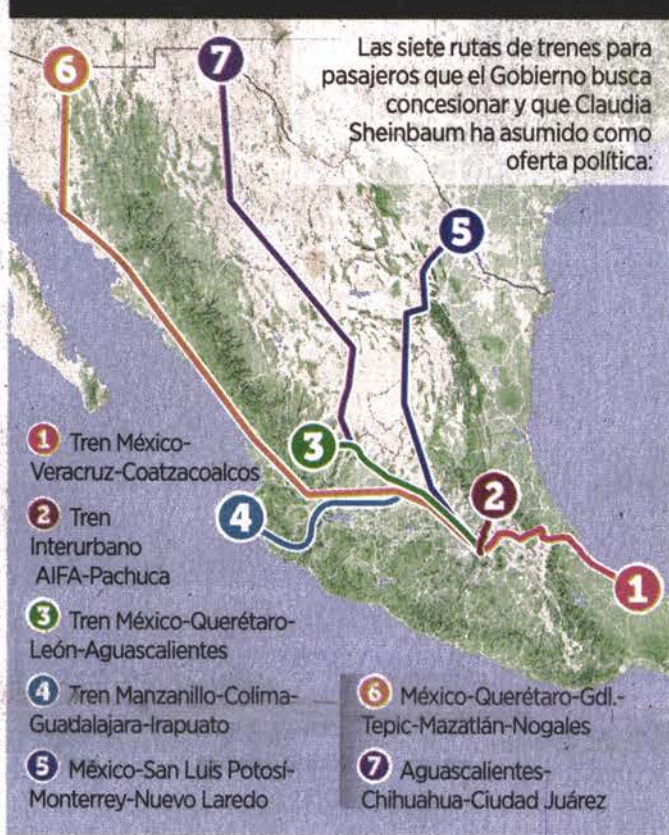 Las siete rutas de trenes para
pasajeros que el Gobierno busca
concesionar y que Claudia
Sheinbaum ha asumido como
oferta política:
6
7
5
3
2
4
1
1 Tren México-
Veracruz-Coatzacoalcos
2 Tren
Interurbano
AIFA-Pachuca
3 Tren México-Querétaro-
León-Aguascalientes
4 Tren Manzanillo-Colima-
Guadalajara-Irapuato
5 México-San Luis Potosí-
Monterrey-Nuevo Laredo
6 México-Querétaro-Gdl.-
Tepic-Mazatlán-Nogales
7 Aguascalientes-
Chihuahua-Ciudad Juárez